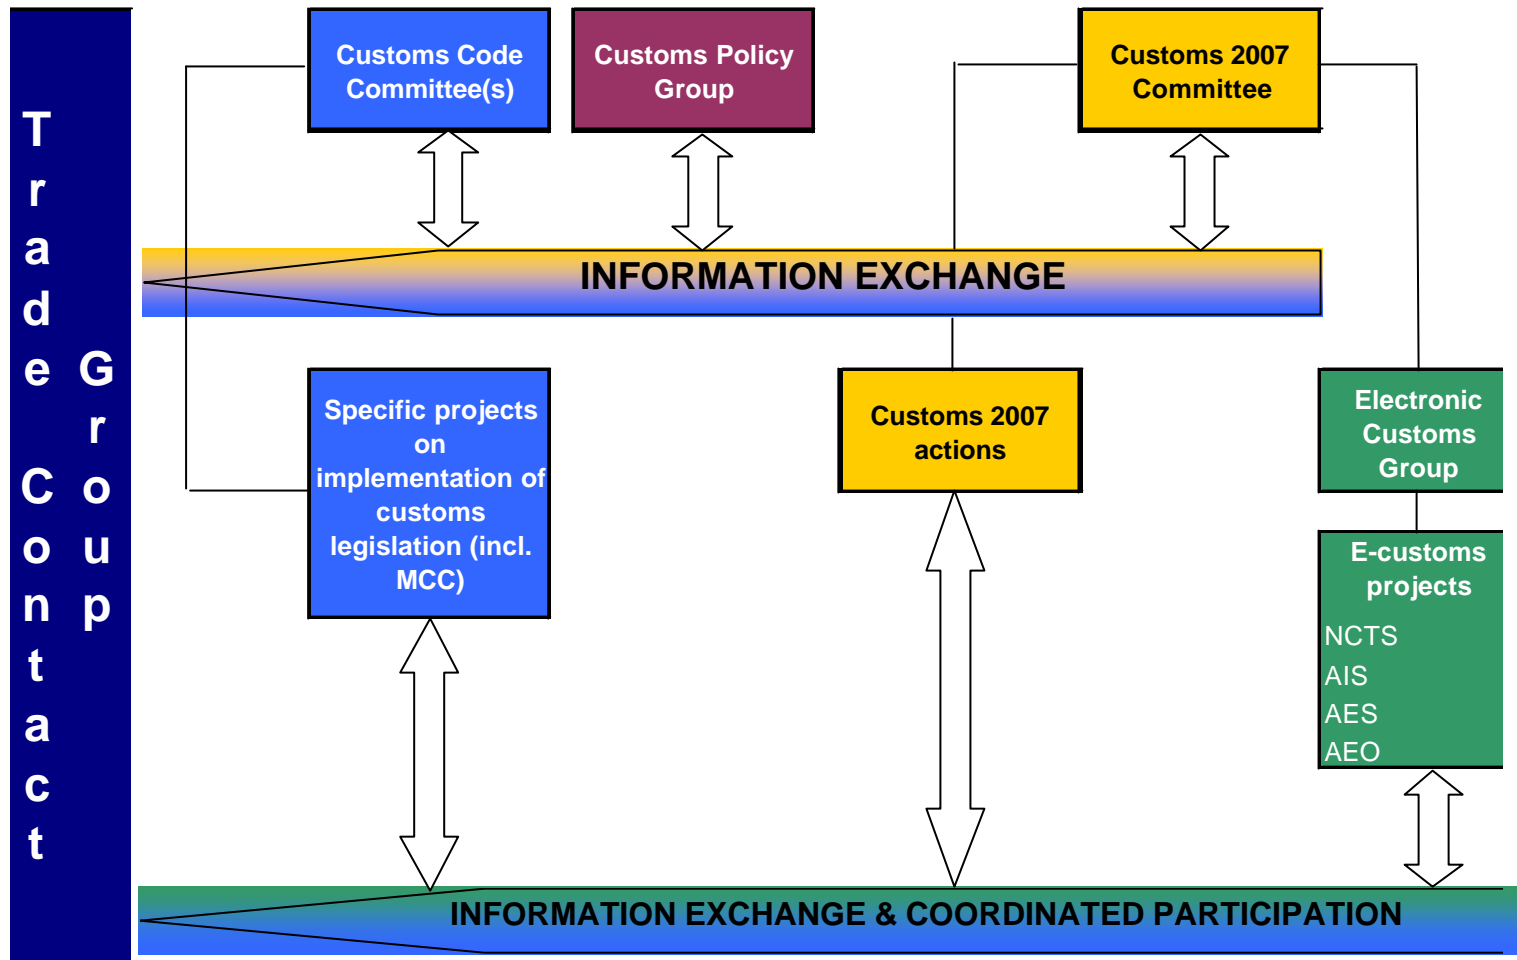 Trade Contact
Group
Customs Code
Committee(s)
Customs Policy
Group
Customs 2007
Committee
INFORMATION EXCHANGE
Specific projects
on
implementation of
customs
legislation (incl.
MCC)
Customs 2007
actions
Electronic
Customs
Group
E-customs
projects
NCTS
AIS
AES
AEO
INFORMATION EXCHANGE & COORDINATED PARTICIPATION